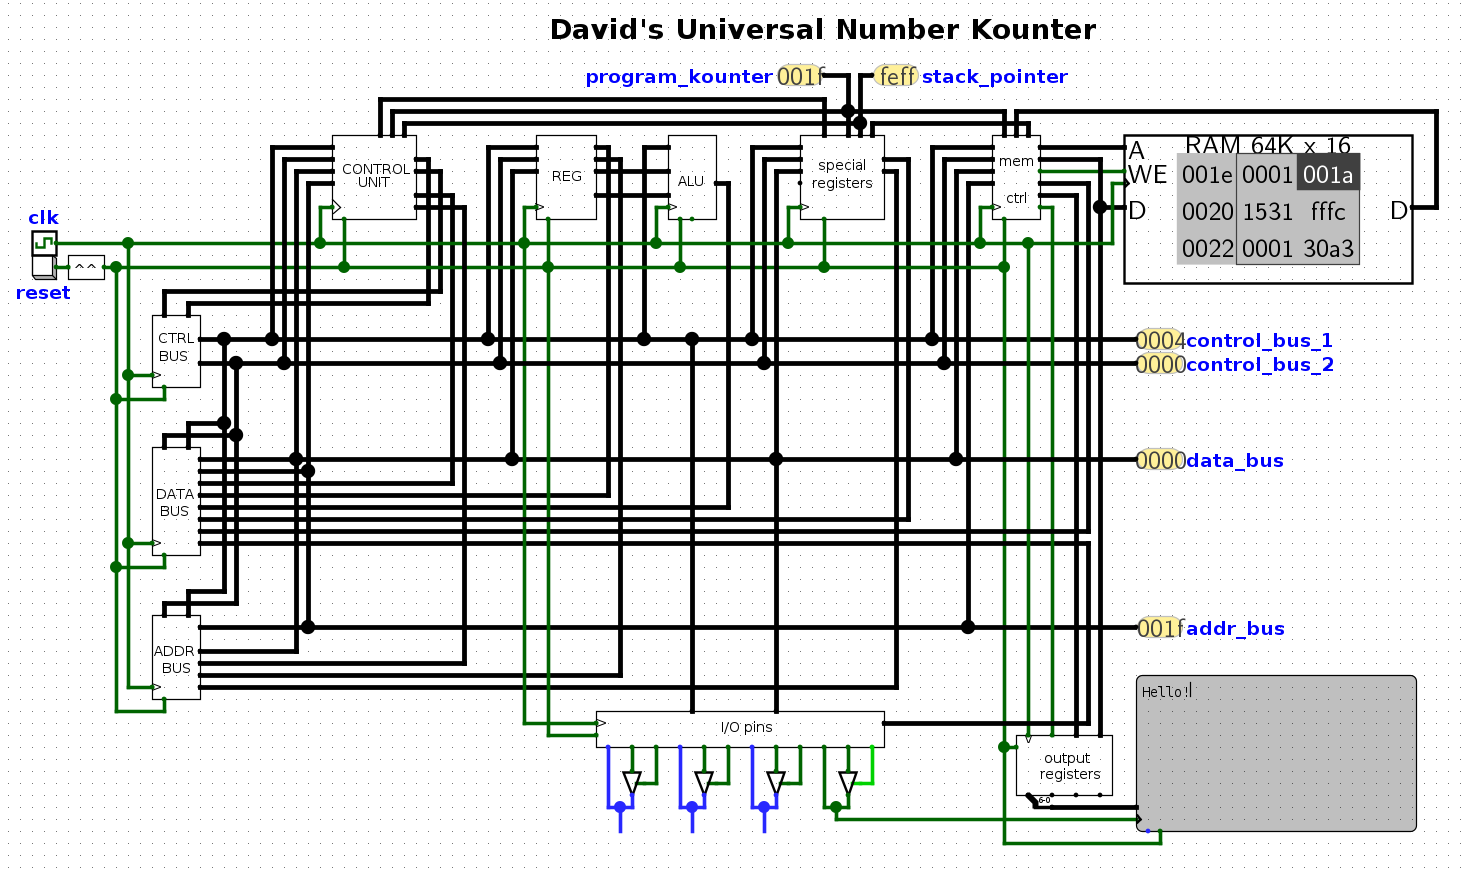 David's Universal Number Kounter
program_kounter 001f feff stack_pointer
CONTROL
UNIT
REG
ALU
special
registers
mem
ctrl
RAM 64K x 16
A
WE
D
001e 0001 001a
0020 1531 fffc
0022 0001 30a3
D
clk
^^
reset
CTRL
BUS
0004 control_bus_1
0000 control_bus_2
0000 data_bus
DATA
BUS
001f addr_bus
ADDR
BUS
Hello!
I/O pins
output
registers
6-0